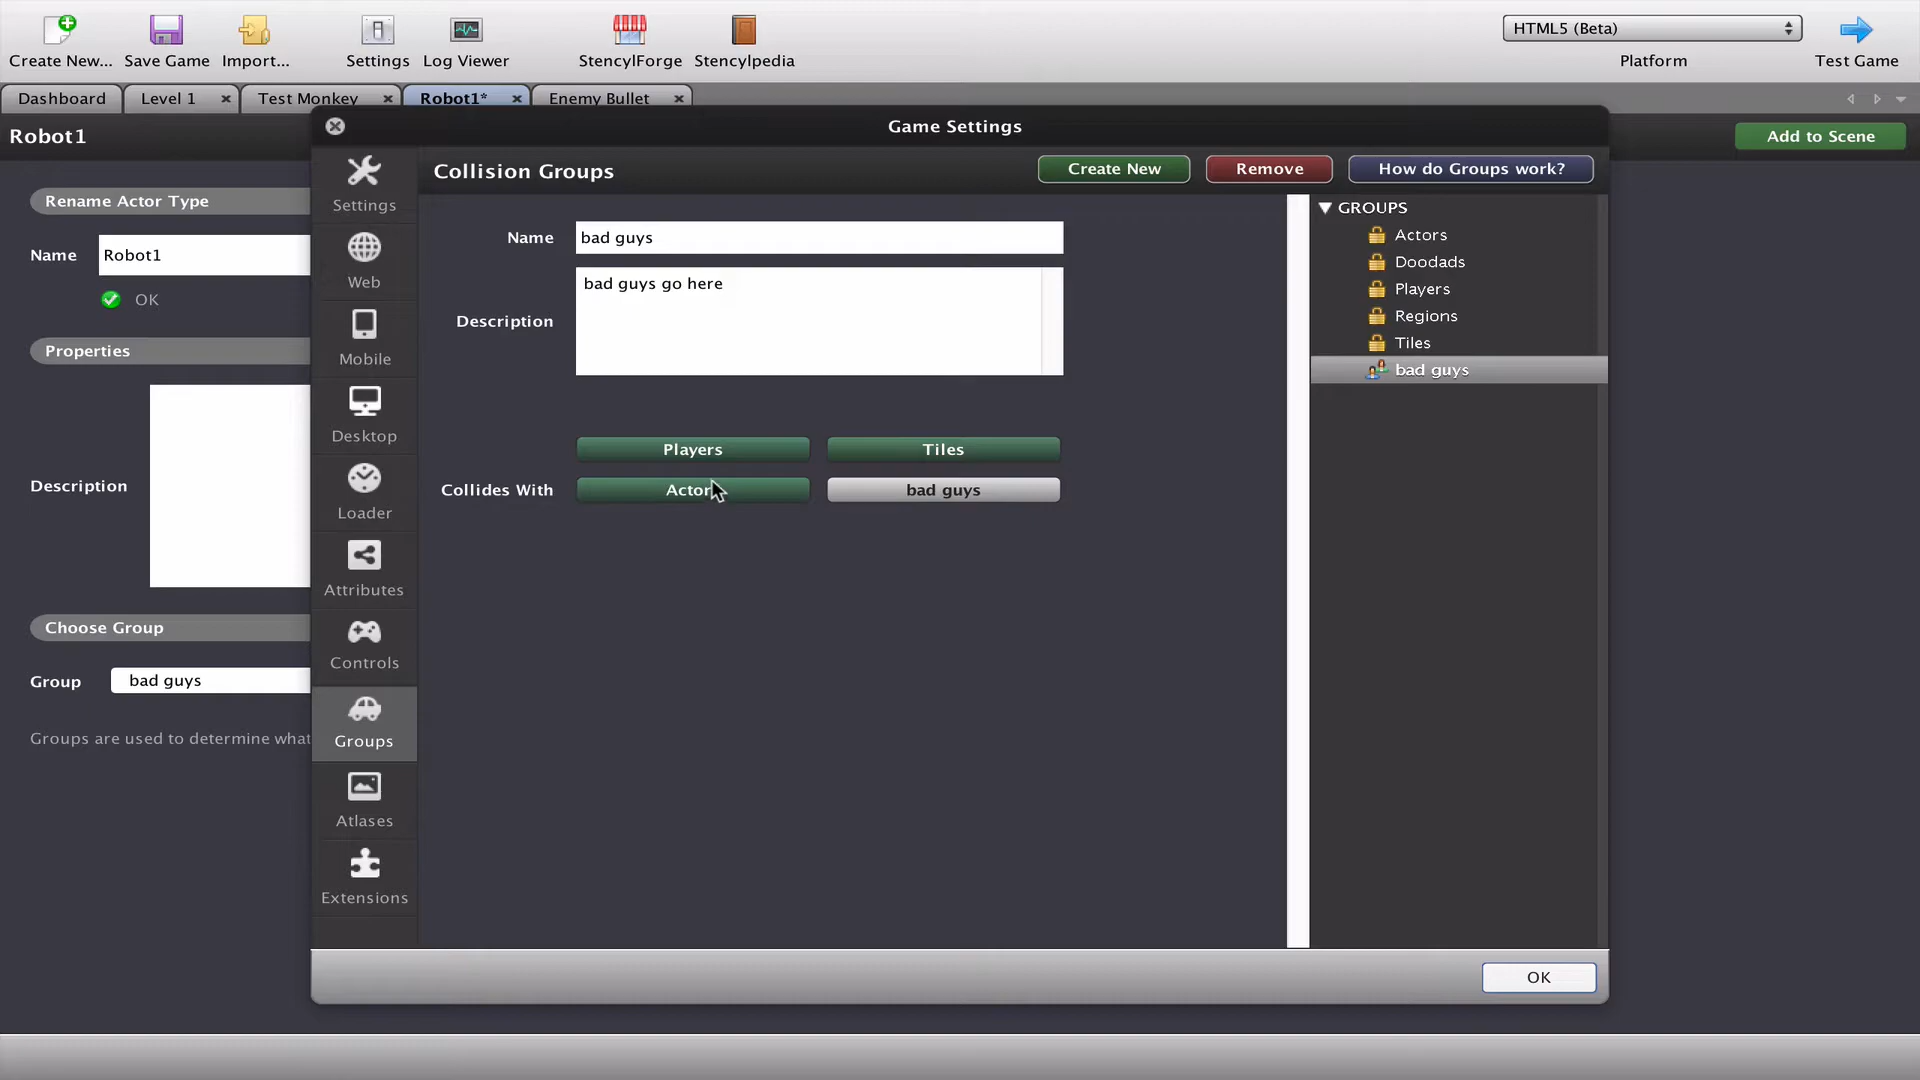 Create New... Save Game Import... Settings Log Viewer StencylForge Stencylpedia HTML5 (Beta) Platform Test Game
Dashboard Level 1 Test Monkey Robot1* Enemy Bullet
Robot1
Add to Scene
Rename Actor Type
Name Robot1
OK
Properties
Description
Choose Group
Group bad guys
Groups are used to determine what
Game Settings
Settings
Web
Mobile
Desktop
Loader
Attributes
Controls
Groups
Atlases
Extensions
Collision Groups
Create New Remove How do Groups work?
Name bad guys
Description bad guys go here
Players Tiles
Collides With Actor bad guys
GROUPS
Actors
Doodads
Players
Regions
Tiles
bad guys
OK